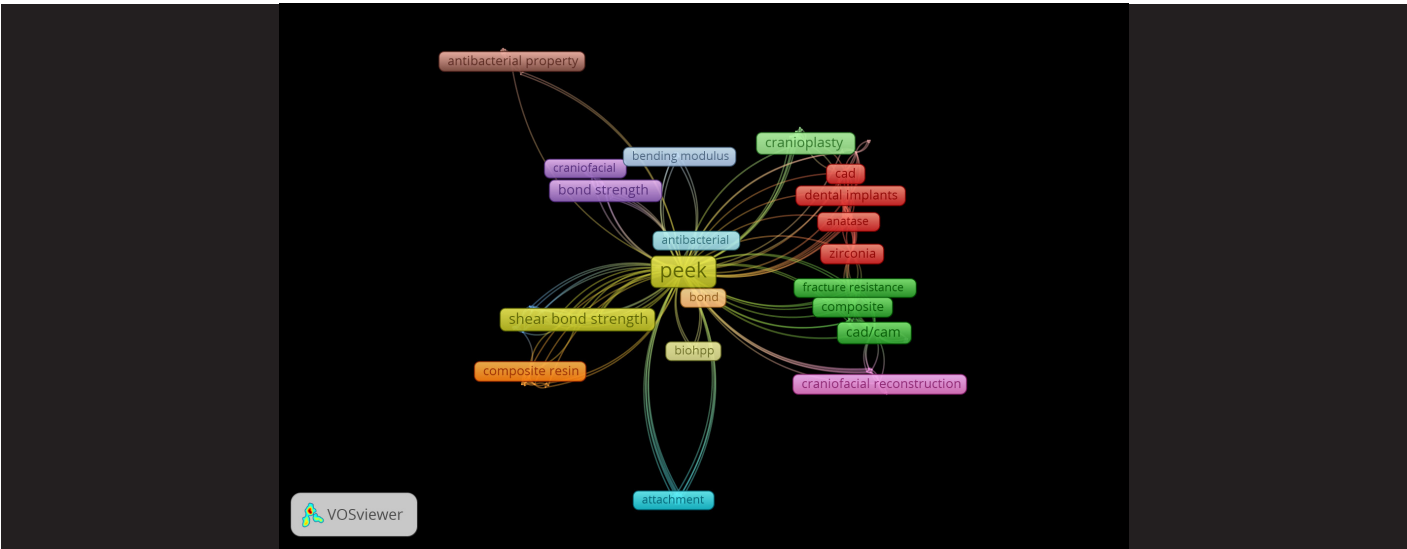 antibacterial property
cranioplasty
bending modulus
craniofacial
cad
bond strength
dental implants
anatase
antibacterial
zirconia
peek
fracture resistance
bond
composite
shear bond strength
cad/cam
biohpp
composite resin
craniofacial reconstruction
attachment
VOSviewer